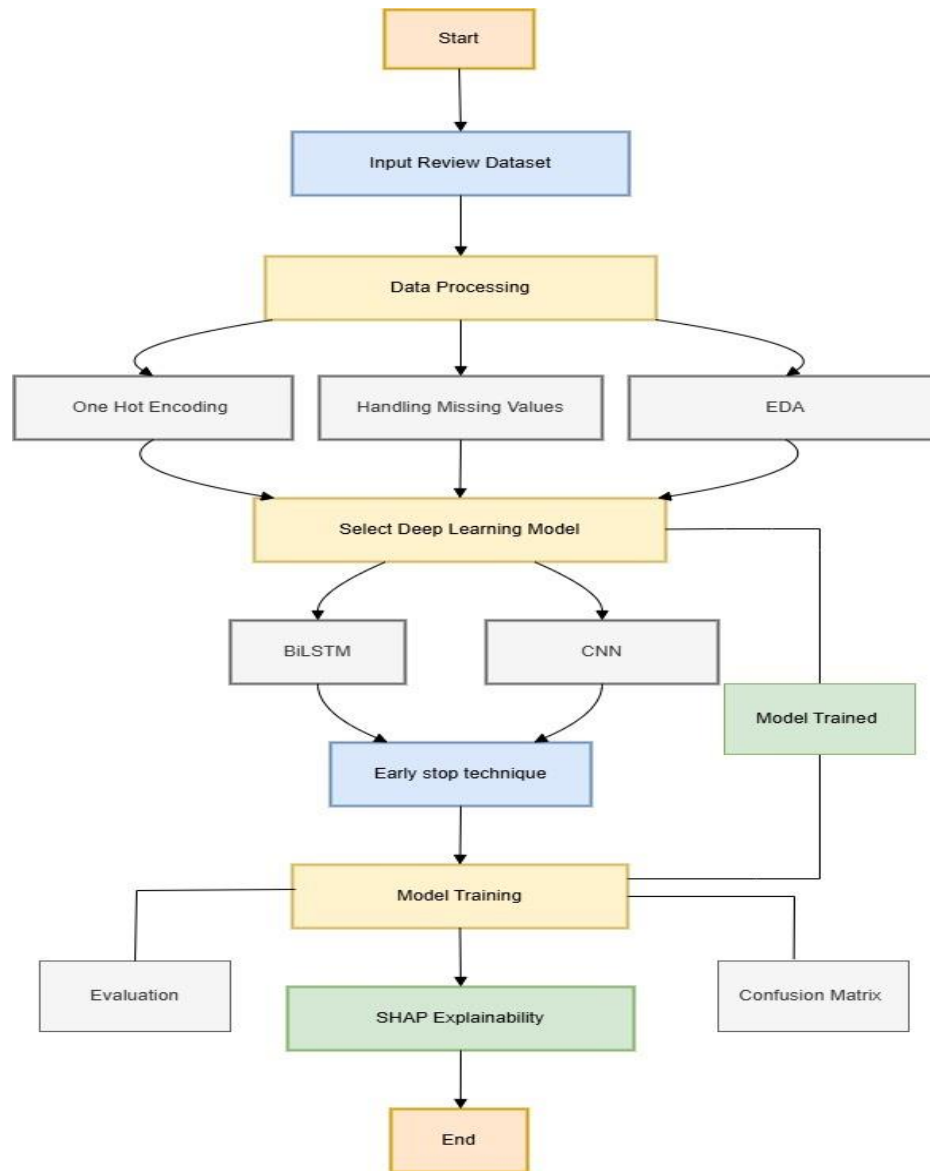 Start
Input Review Dataset
Data Processing
One Hot Encoding
Handling Missing Values
EDA
Select Deep Learning Model
BiLSTM
CNN
Model Trained
Early stop technique
Model Training
Evaluation
SHAP Explainability
Confusion Matrix
End